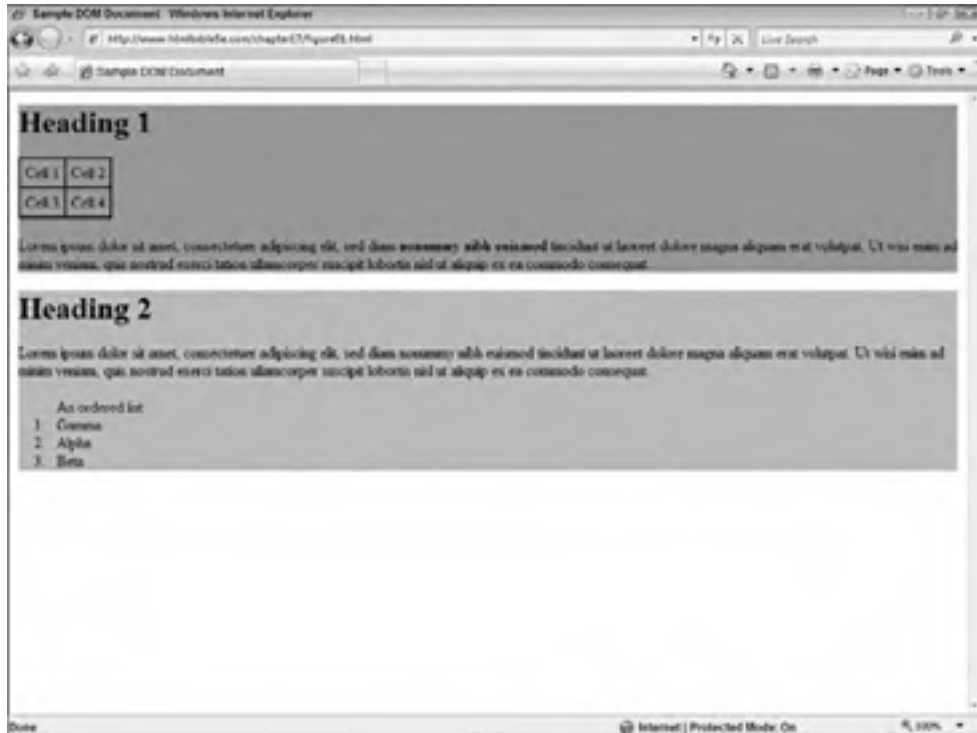 Sample DOM Document - Windows Internet Explorer
Live Search
Sample DOM Document
Page Tools
Heading 1
Cell 1 Cell 2
Cell 3 Cell 4
Lorem ipsum dolor sit amet, consectetuer adipiscing elit, sed diam nonummy nibh euismod tincidunt ut laoreet dolore magna aliquam erat volutpat. Ut wisi enim ad
minim veniam, quis nostrud exerci tation ullamcorper suscipit lobortis nisl ut aliquip ex ea commodo consequat.
Heading 2
Lorem ipsum dolor sit amet, consectetuer adipiscing elit, sed diam nonummy nibh euismod tincidunt ut laoreet dolore magna aliquam erat volutpat. Ut wisi enim ad
minim veniam, quis nostrud exerci tation ullamcorper suscipit lobortis nisl ut aliquip ex ea commodo consequat.
An ordered list
1. Gamma
2. Alpha
3. Beta
Done Internet | Protected Mode: On 100%